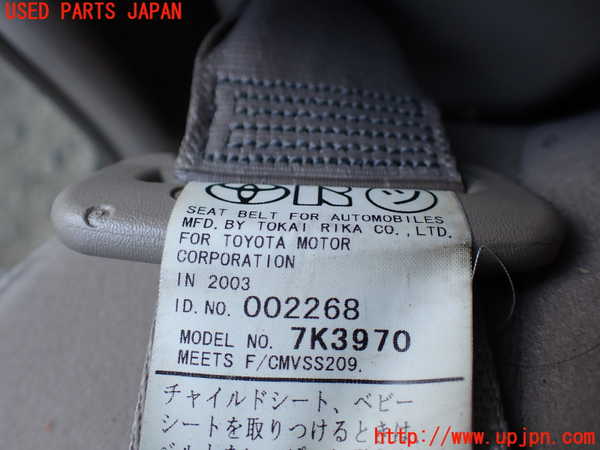 USED PARTS JAPAN
SEAT BELT FOR AUTOMOBILES
MFD. BY TOKAI RIKA CO.,LTD.
FOR TOYOTA MOTOR
CORPORATION
IN 2003
ID.NO. 002268
MODEL NO. 7K3970
MEETS F/CMVSS209.
チャイルドシート、ベビー
シートを取りつけるときは
http://www.upjpn.com/